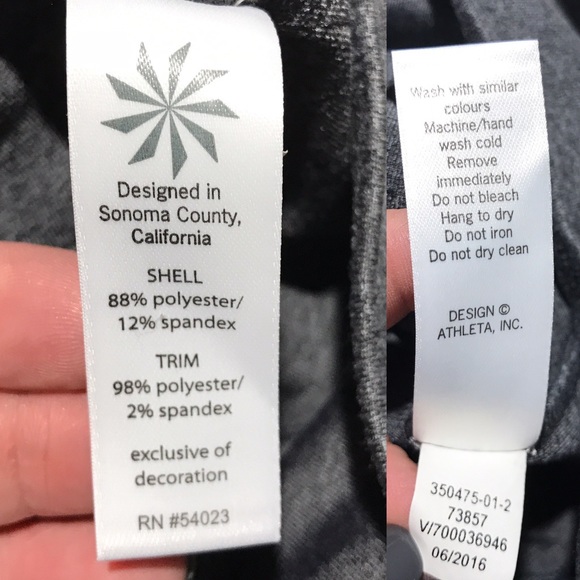 Designed in
Sonoma County,
California
SHELL
88% polyester/
12% spandex
TRIM
98% polyester/
2% spandex
exclusive of
decoration
RN #54023
Wash with similar
colours
Machine/hand
wash cold
Remove
immediately
Do not bleach
Hang to dry
Do not iron
Do not dry clean
DESIGN ©
ATHLETA, INC.
350475-01-2
73857
V/700036946
06/2016